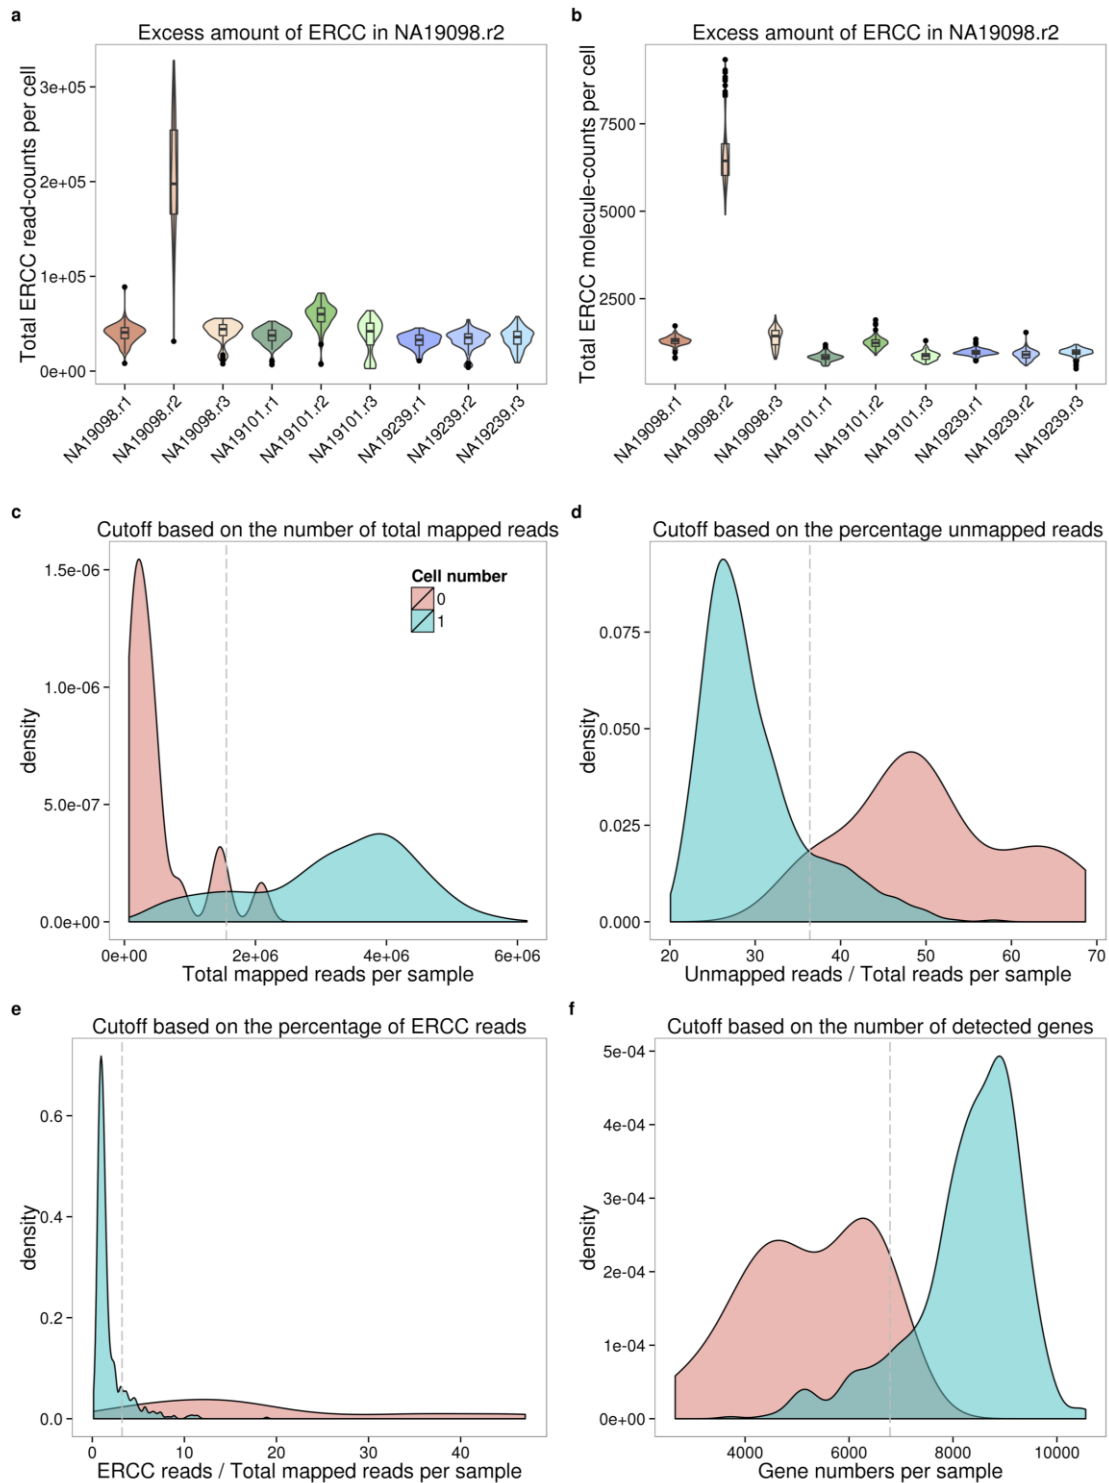 a
Excess amount of ERCC in NA19098.r2
Total ERCC read-counts per cell
3e+05
2e+05
1e+05
0e+00
NA19098.r1
NA19098.r2
NA19098.r3
NA19101.r1
NA19101.r2
NA19101.r3
NA19239.r1
NA19239.r2
NA19239.r3
b
Excess amount of ERCC in NA19098.r2
Total ERCC molecule-counts per cell
7500
5000
2500
NA19098.r1
NA19098.r2
NA19098.r3
NA19101.r1
NA19101.r2
NA19101.r3
NA19239.r1
NA19239.r2
NA19239.r3
c
Cutoff based on the number of total mapped reads
density
1.5e-06
1.0e-06
5.0e-07
0.0e+00
Cell number
0
1
0e+00 2e+06 4e+06 6e+06
Total mapped reads per sample
d
Cutoff based on the percentage unmapped reads
density
0.075
0.050
0.025
0.000
20 30 40 50 60 70
Unmapped reads / Total reads per sample
e
Cutoff based on the percentage of ERCC reads
density
0.6
0.4
0.2
0.0
0 10 20 30 40
ERCC reads / Total mapped reads per sample
f
Cutoff based on the number of detected genes
density
5e-04
4e-04
3e-04
2e-04
1e-04
0e+00
4000 6000 8000 10000
Gene numbers per sample